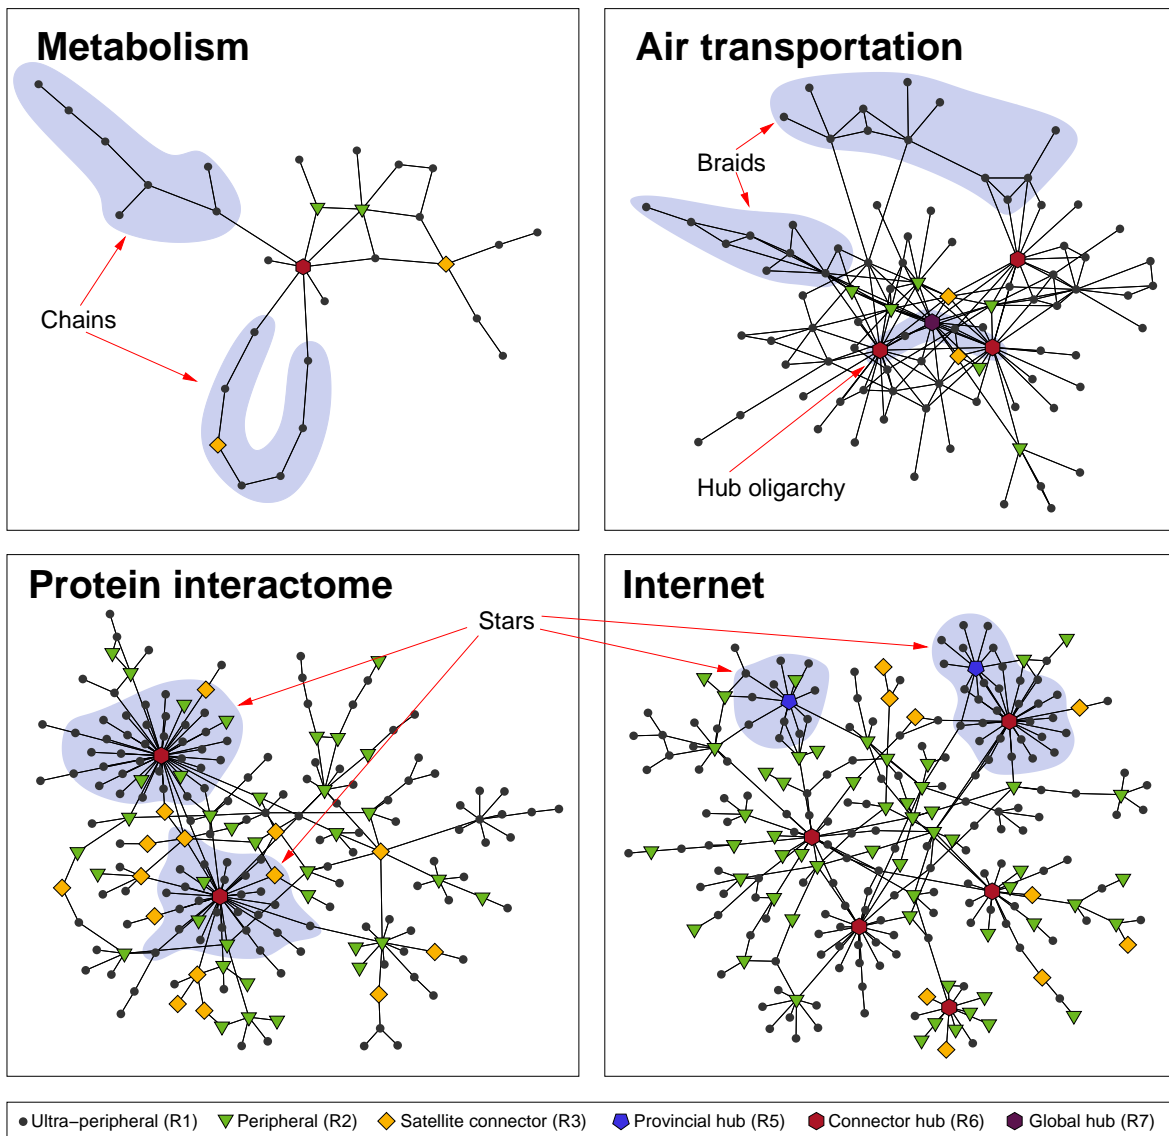 Metabolism
Chains
Air transportation
Braids
Hub oligarchy
Protein interactome
Stars
Internet
Ultra−peripheral (R1) Peripheral (R2) Satellite connector (R3) Provincial hub (R5) Connector hub (R6) Global hub (R7)